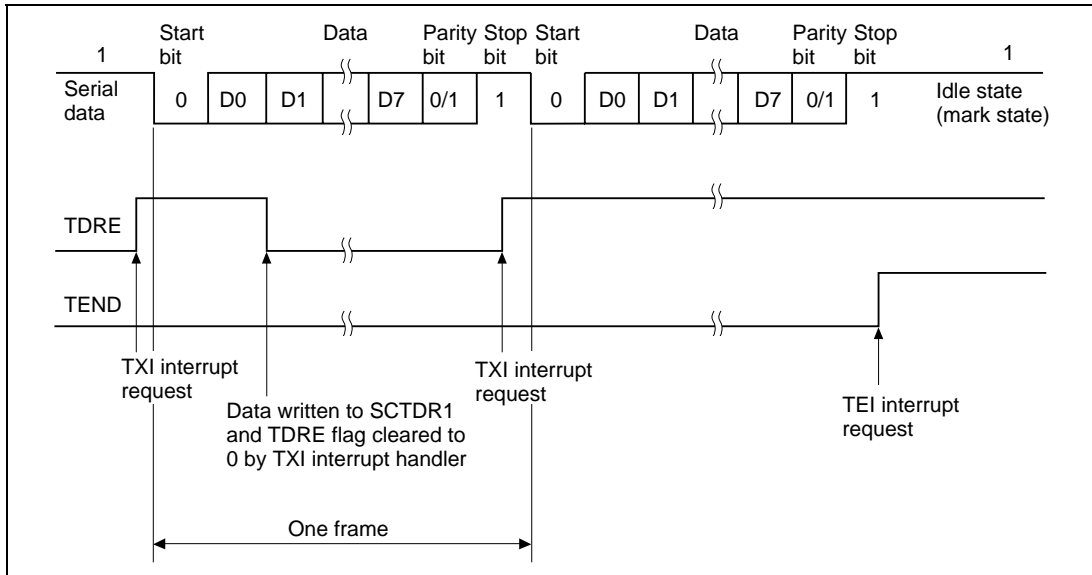 Start bit
Data
Parity bit
Stop bit
Start bit
Data
Parity bit
Stop bit
1
1
Serial data
0
D0
D1
D7
0/1
1
0
D0
D1
D7
0/1
1
Idle state
(mark state)
TDRE
TEND
TXI interrupt
request
TXI interrupt
request
Data written to SCTDR1
and TDRE flag cleared to
0 by TXI interrupt handler
TEI interrupt
request
One frame